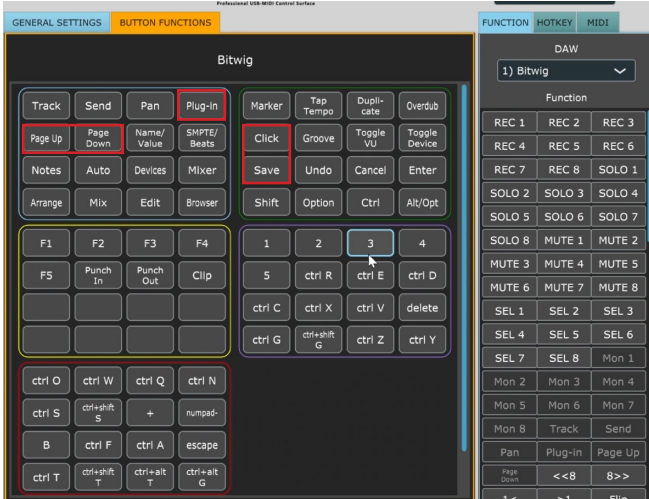 Professional USB-MIDI Control Surface
GENERAL SETTINGS BUTTON FUNCTIONS
Bitwig
Track Send Pan Plug-in
Page Up Page Down Name/Value SMPTE/Beats
Notes Auto Devices Mixer
Arrange Mix Edit Browser
Marker Tap Tempo Dupli-cate Overdub
Click Groove Toggle VU Toggle Device
Save Undo Cancel Enter
Shift Option Ctrl Alt/Opt
F1 F2 F3 F4
F5 Punch In Punch Out Clip
1 2 3 4
5 ctrl R ctrl E ctrl D
ctrl C ctrl X ctrl V delete
ctrl G ctrl+shift G ctrl Z ctrl Y
ctrl O ctrl W ctrl Q ctrl N
ctrl S ctrl+shift S + numpad-
B ctrl F ctrl A escape
ctrl T ctrl+shift T ctrl+alt T ctrl+alt G
FUNCTION HOTKEY MIDI
DAW
1) Bitwig
Function
REC 1 REC 2 REC 3
REC 4 REC 5 REC 6
REC 7 REC 8 SOLO 1
SOLO 2 SOLO 3 SOLO 4
SOLO 5 SOLO 6 SOLO 7
SOLO 8 MUTE 1 MUTE 2
MUTE 3 MUTE 4 MUTE 5
MUTE 6 MUTE 7 MUTE 8
SEL 1 SEL 2 SEL 3
SEL 4 SEL 5 SEL 6
SEL 7 SEL 8 Mon 1
Mon 2 Mon 3 Mon 4
Mon 5 Mon 6 Mon 7
Mon 8 Track Send
Pan Plug-in Page Up
Page Down <<8 8>>